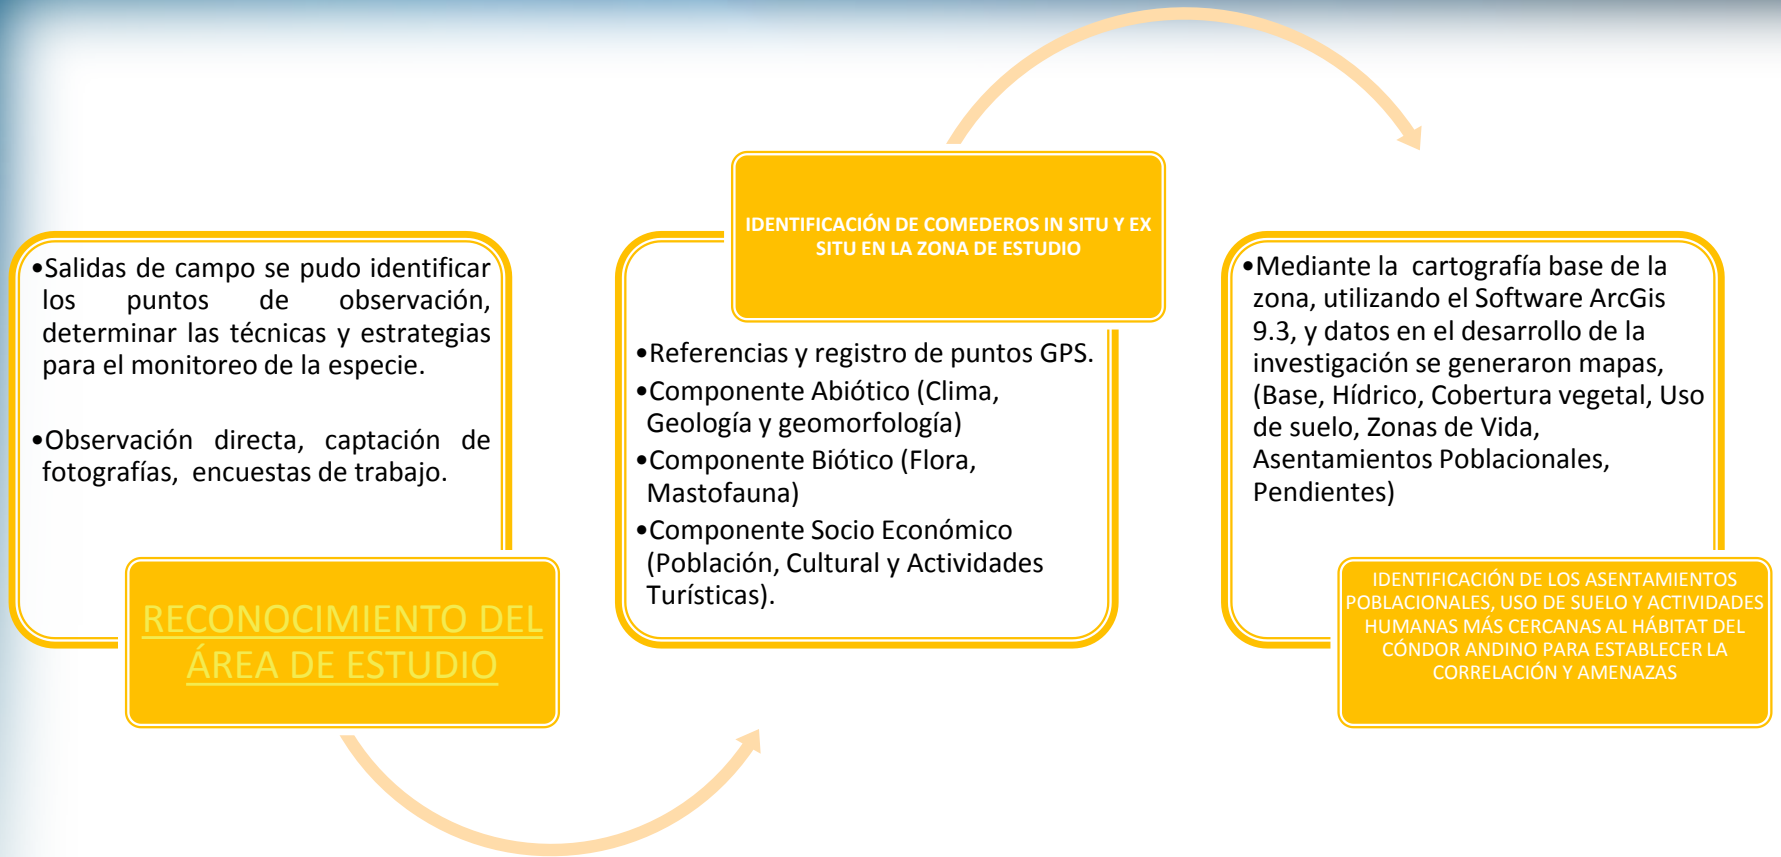 •Salidas de campo se pudo identificar
los puntos de observación,
determinar las técnicas y estrategias
para el monitoreo de la especie.
•Observación directa, captación de
fotografías, encuestas de trabajo.
RECONOCIMIENTO DEL
ÁREA DE ESTUDIO
IDENTIFICACIÓN DE COMEDEROS IN SITU Y EX
SITU EN LA ZONA DE ESTUDIO
•Referencias y registro de puntos GPS.
•Componente Abiótico (Clima,
Geología y geomorfología)
•Componente Biótico (Flora,
Mastofauna)
•Componente Socio Económico
(Población, Cultural y Actividades
Turísticas).
•Mediante la cartografía base de la
zona, utilizando el Software ArcGis
9.3, y datos en el desarrollo de la
investigación se generaron mapas,
(Base, Hídrico, Cobertura vegetal, Uso
de suelo, Zonas de Vida,
Asentamientos Poblacionales,
Pendientes)
IDENTIFICACIÓN DE LOS ASENTAMIENTOS
POBLACIONALES, USO DE SUELO Y ACTIVIDADES
HUMANAS MÁS CERCANAS AL HÁBITAT DEL
CÓNDOR ANDINO PARA ESTABLECER LA
CORRELACIÓN Y AMENAZAS